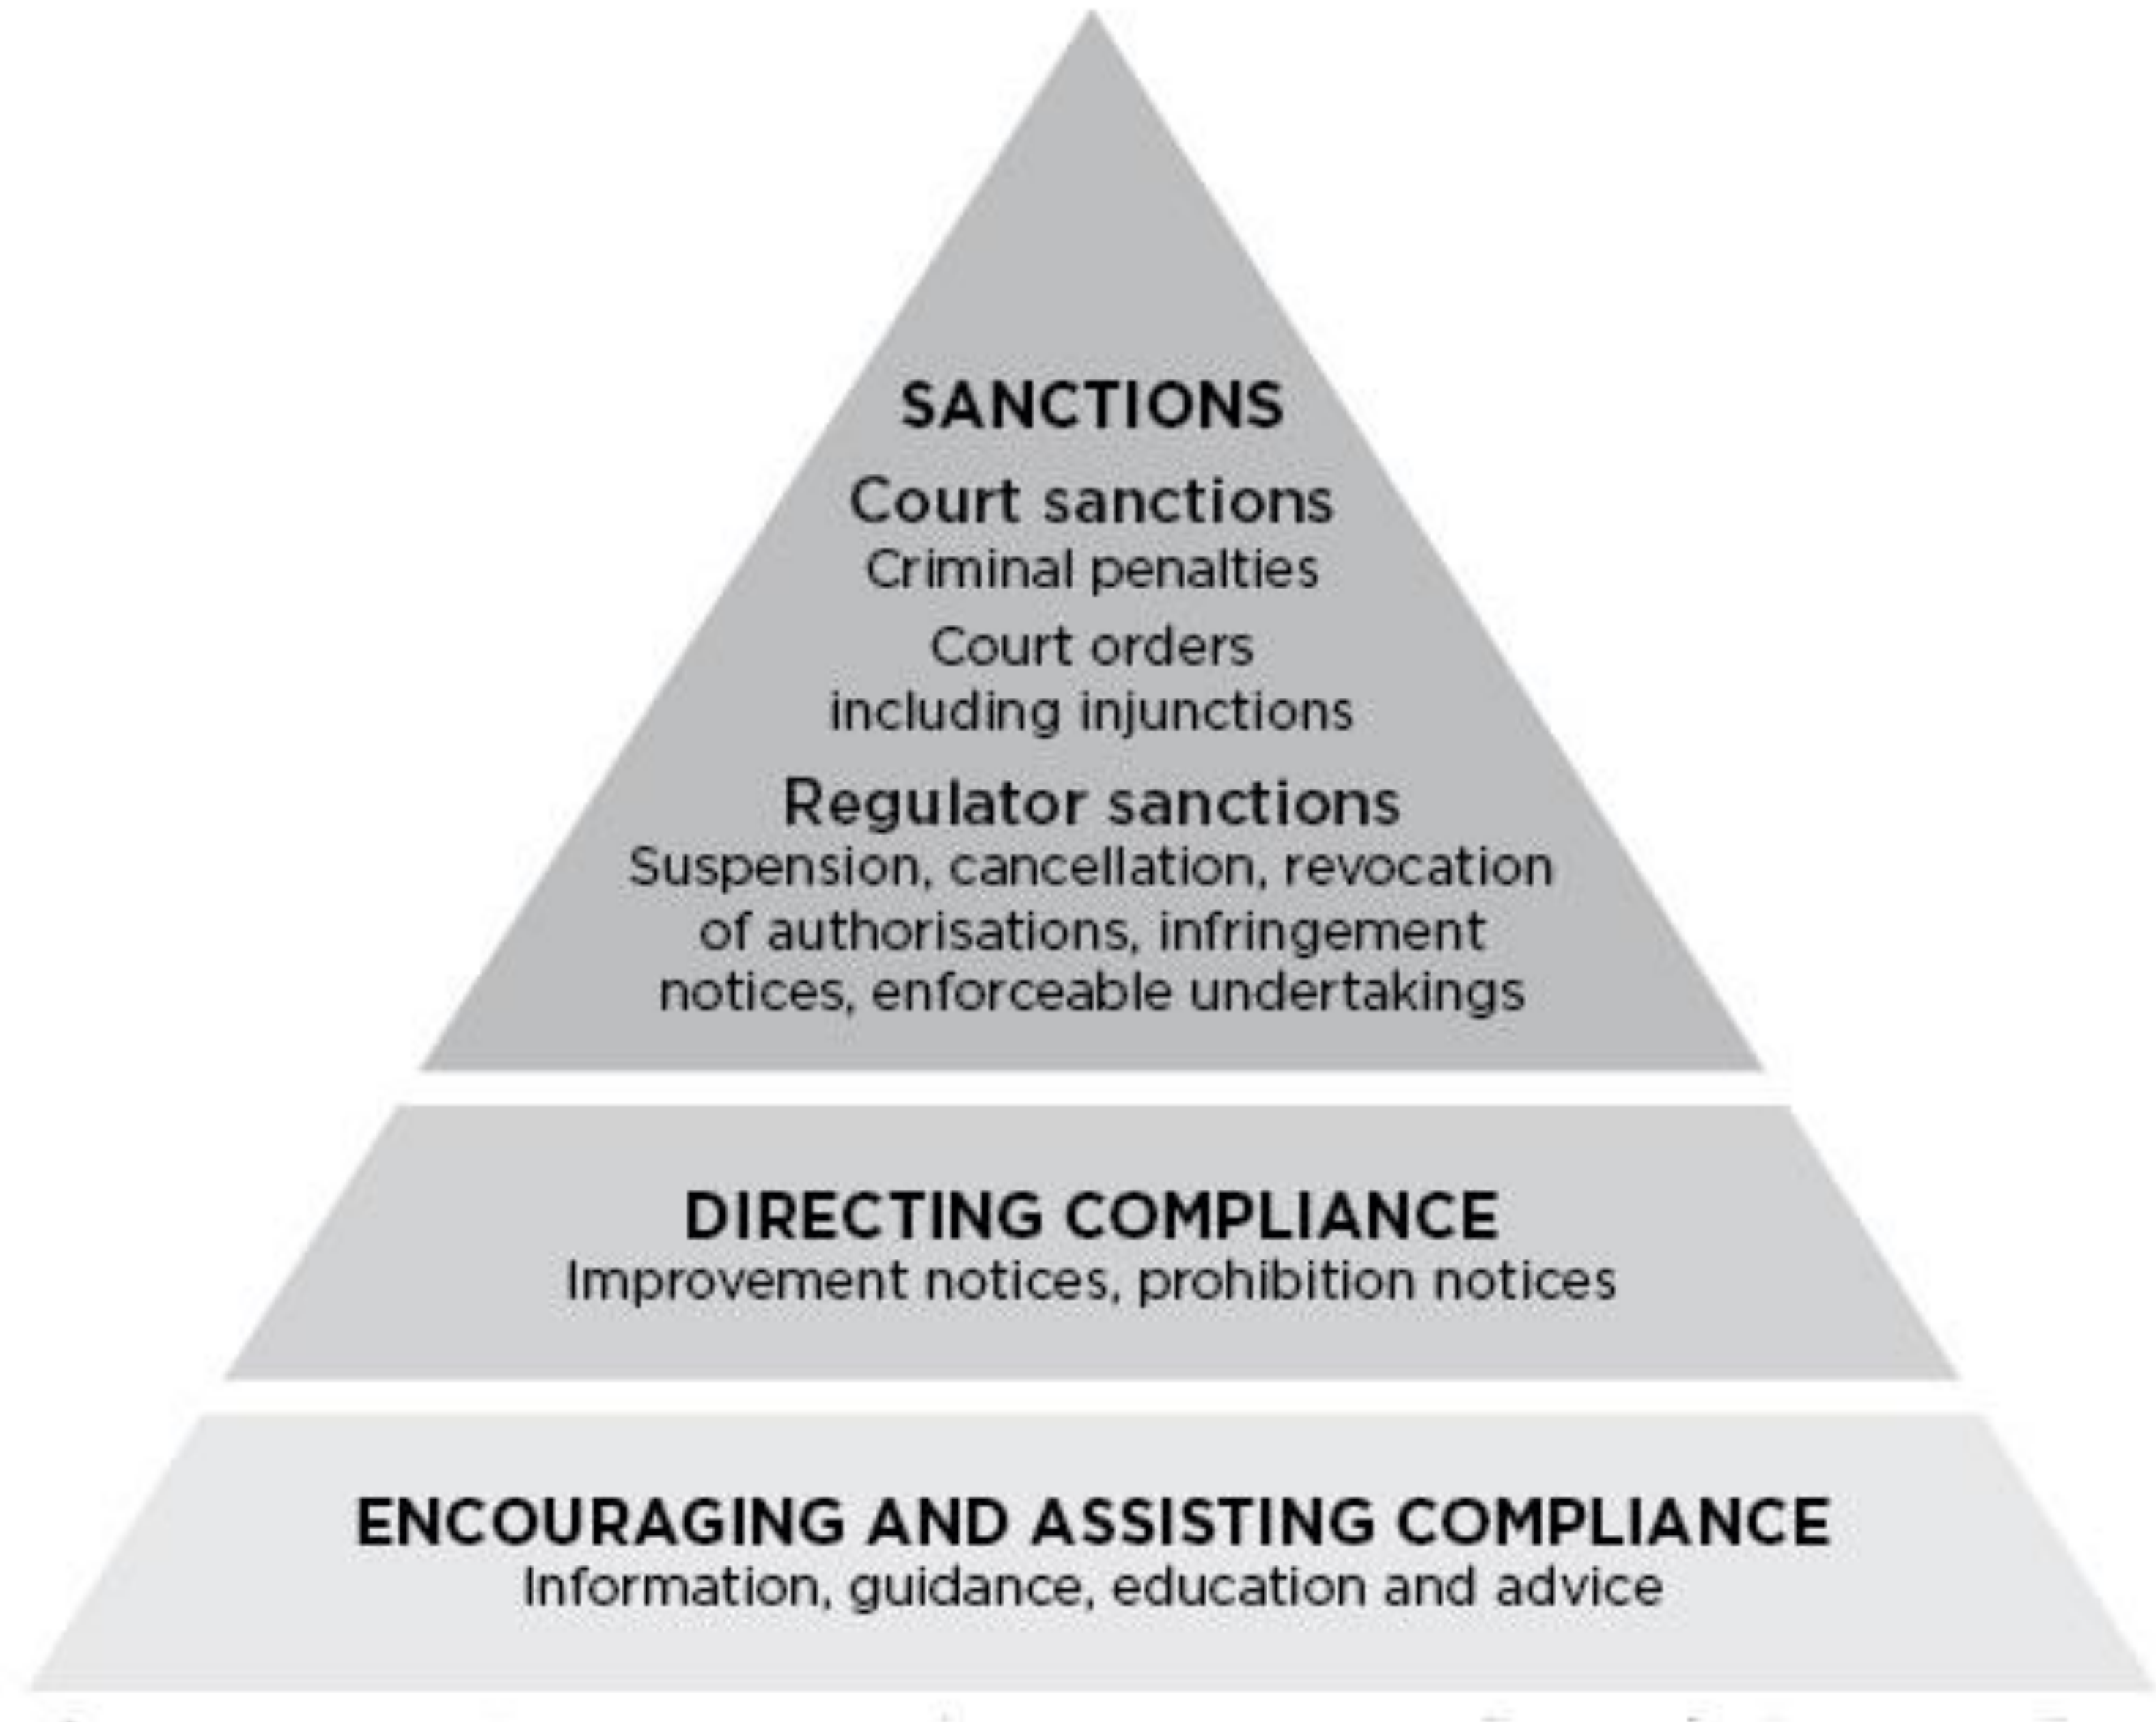 SANCTIONS
Court sanctions
Criminal penalties
Court orders
including injunctions
Regulator sanctions
Suspension, cancellation, revocation
of authorisations, infringement
notices, enforceable undertakings
DIRECTING COMPLIANCE
Improvement notices, prohibition notices
ENCOURAGING AND ASSISTING COMPLIANCE
Information, guidance, education and advice